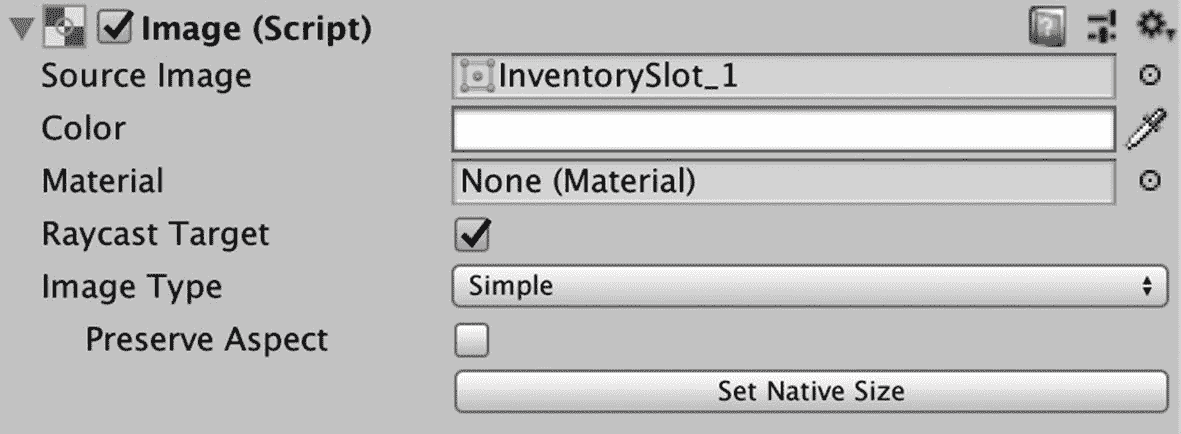 Image (Script)
Source Image InventorySlot_1
Color
Material None (Material)
Raycast Target
Image Type Simple
Preserve Aspect
Set Native Size